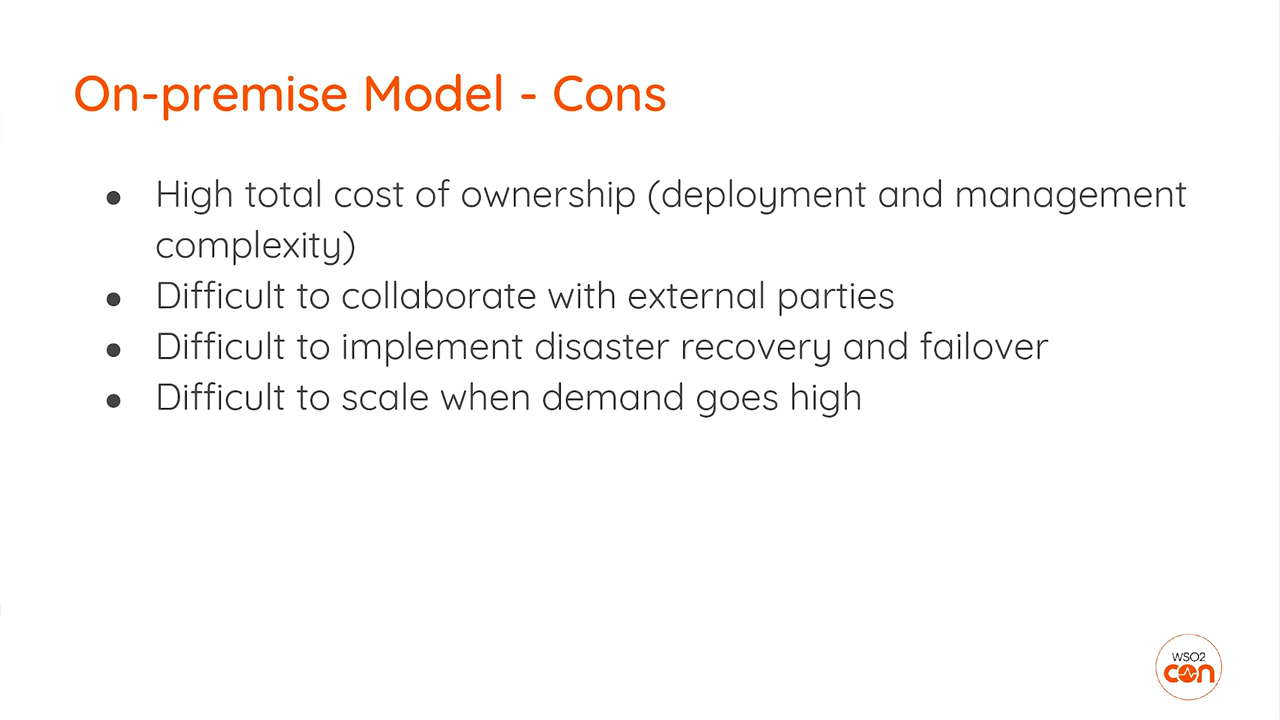 On-premise Model - Cons
● High total cost of ownership (deployment and management
complexity)
● Difficult to collaborate with external parties
● Difficult to implement disaster recovery and failover
● Difficult to scale when demand goes high
WSO2
con